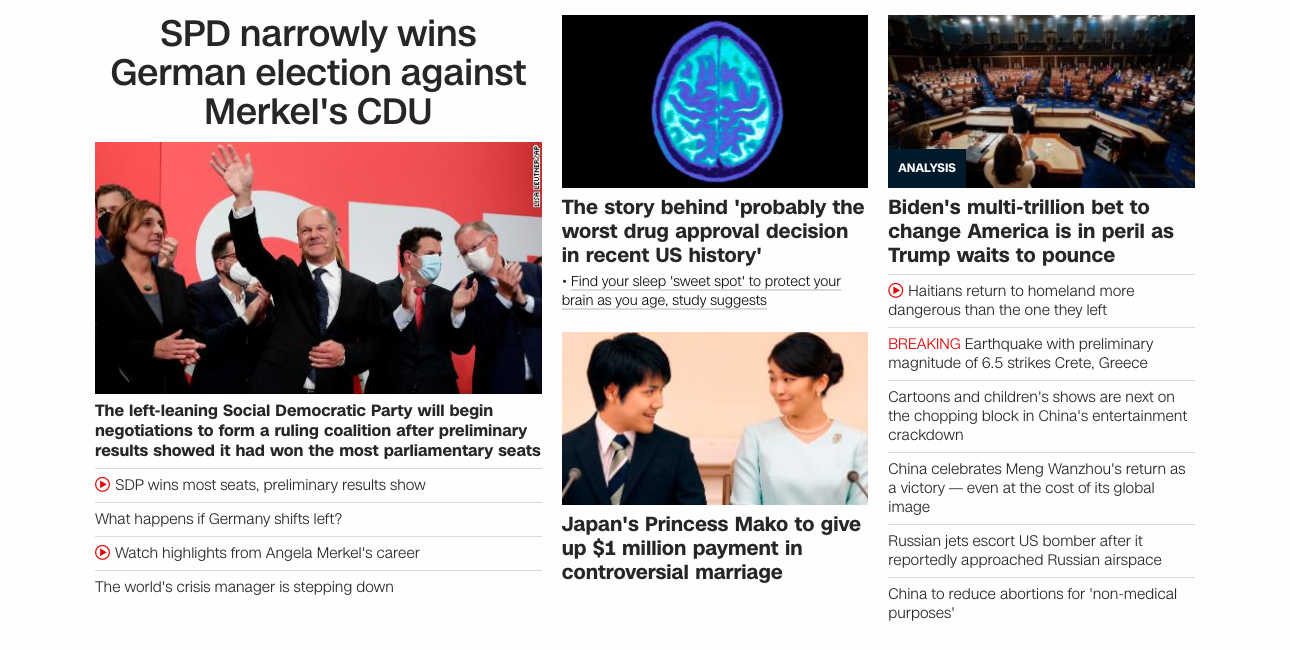 SPD narrowly wins
German election against
Merkel's CDU
LISA LEUTNER/AP
The left-leaning Social Democratic Party will begin
negotiations to form a ruling coalition after preliminary
results showed it had won the most parliamentary seats
SDP wins most seats, preliminary results show
What happens if Germany shifts left?
Watch highlights from Angela Merkel's career
The world's crisis manager is stepping down
The story behind 'probably the
worst drug approval decision
in recent US history'
• Find your sleep 'sweet spot' to protect your
brain as you age, study suggests
Japan's Princess Mako to give
up $1 million payment in
controversial marriage
ANALYSIS
Biden's multi-trillion bet to
change America is in peril as
Trump waits to pounce
Haitians return to homeland more
dangerous than the one they left
BREAKING Earthquake with preliminary
magnitude of 6.5 strikes Crete, Greece
Cartoons and children's shows are next on
the chopping block in China's entertainment
crackdown
China celebrates Meng Wanzhou's return as
a victory — even at the cost of its global
image
Russian jets escort US bomber after it
reportedly approached Russian airspace
China to reduce abortions for 'non-medical
purposes'